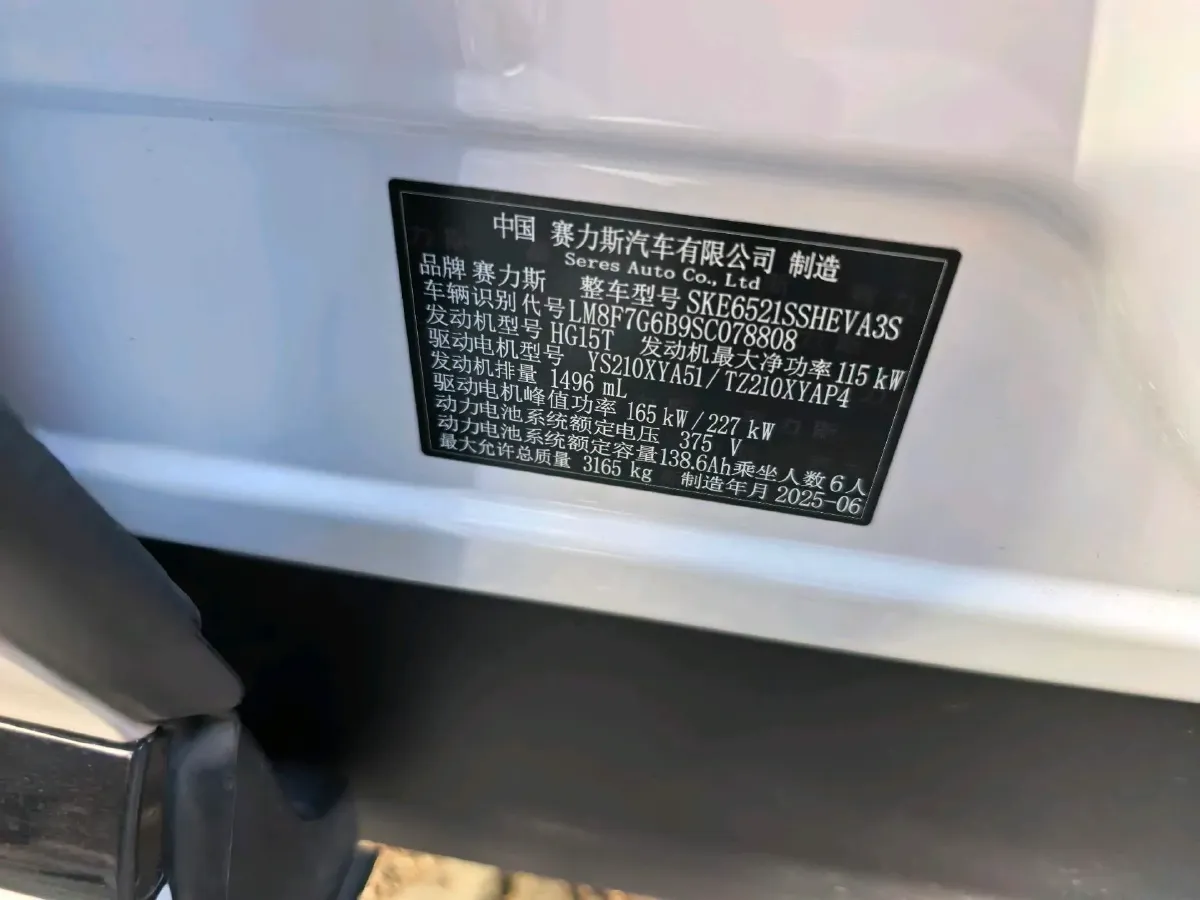 中国 赛力斯汽车有限公司 制造
Seres Auto Co., Ltd
品牌 赛力斯 整车型号 SKE6521SSHEVA3S
车辆识别代号 LM8F7G6B9SC078808
发动机型号 HG15T 发动机最大净功率 115 kW
驱动电机型号 YS210XYA51/TZ210XYAP4
发动机排量 1496 mL
驱动电机峰值功率 165 kW/227 kW
动力电池系统额定电压 375 V
动力电池系统额定容量 138.6Ah 乘坐人数 6 人
最大允许总质量 3165 kg 制造年月 2025-06